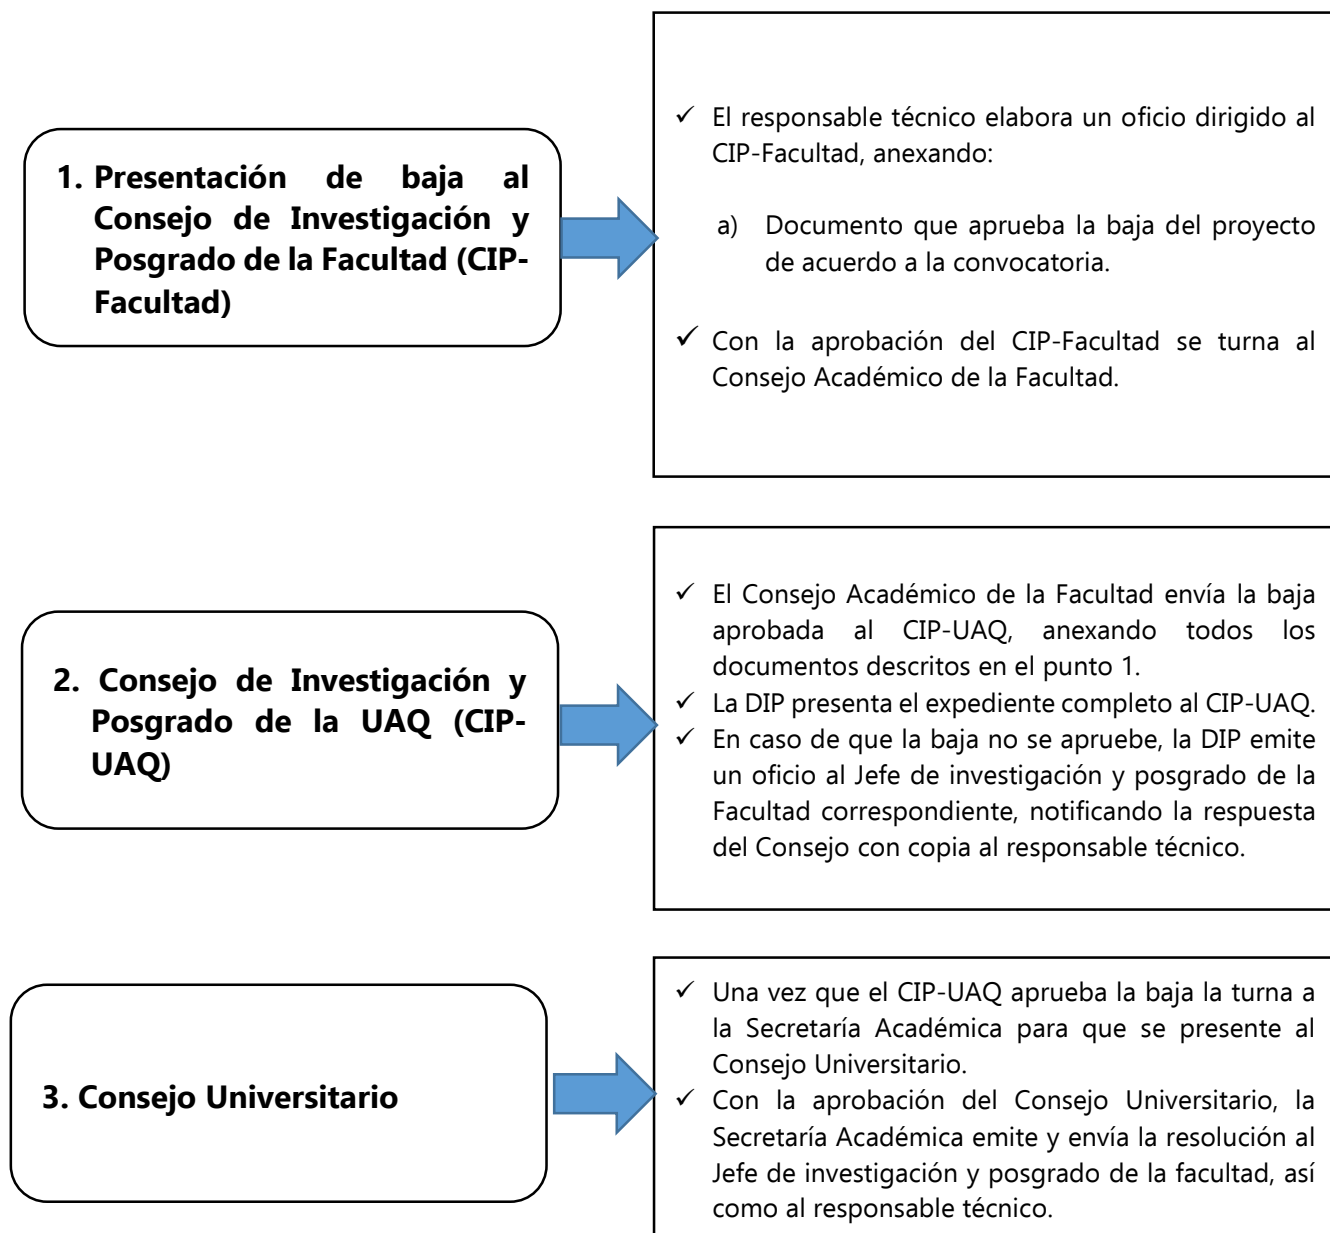 1. Presentación de baja al
Consejo de Investigación y
Posgrado de la Facultad (CIP-
Facultad)
✓ El responsable técnico elabora un oficio dirigido al
CIP-Facultad, anexando:
a) Documento que aprueba la baja del proyecto
de acuerdo a la convocatoria.
✓ Con la aprobación del CIP-Facultad se turna al
Consejo Académico de la Facultad.
2. Consejo de Investigación y
Posgrado de la UAQ (CIP-
UAQ)
✓ El Consejo Académico de la Facultad envía la baja
aprobada al CIP-UAQ, anexando todos los
documentos descritos en el punto 1.
✓ La DIP presenta el expediente completo al CIP-UAQ.
✓ En caso de que la baja no se apruebe, la DIP emite
un oficio al Jefe de investigación y posgrado de la
Facultad correspondiente, notificando la respuesta
del Consejo con copia al responsable técnico.
3. Consejo Universitario
✓ Una vez que el CIP-UAQ aprueba la baja la turna a
la Secretaría Académica para que se presente al
Consejo Universitario.
✓ Con la aprobación del Consejo Universitario, la
Secretaría Académica emite y envía la resolución al
Jefe de investigación y posgrado de la facultad, así
como al responsable técnico.